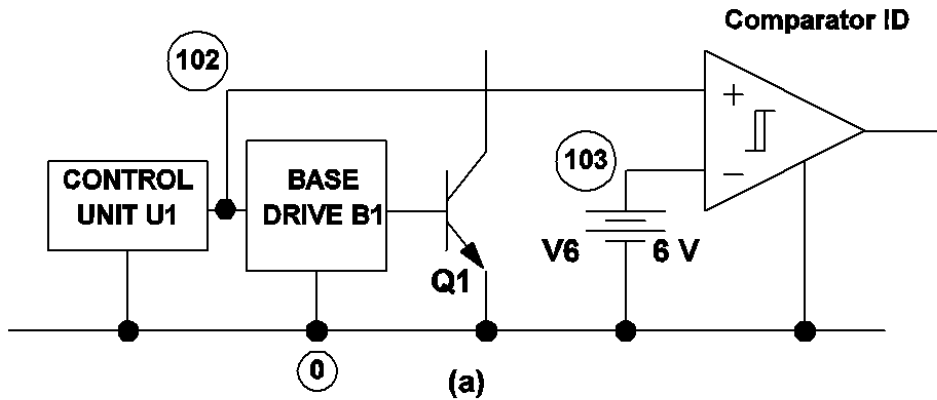 Comparator ID
102
+
103
CONTROL
UNIT U1
BASE
DRIVE B1
−
V6 6 V
Q1
0
(a)